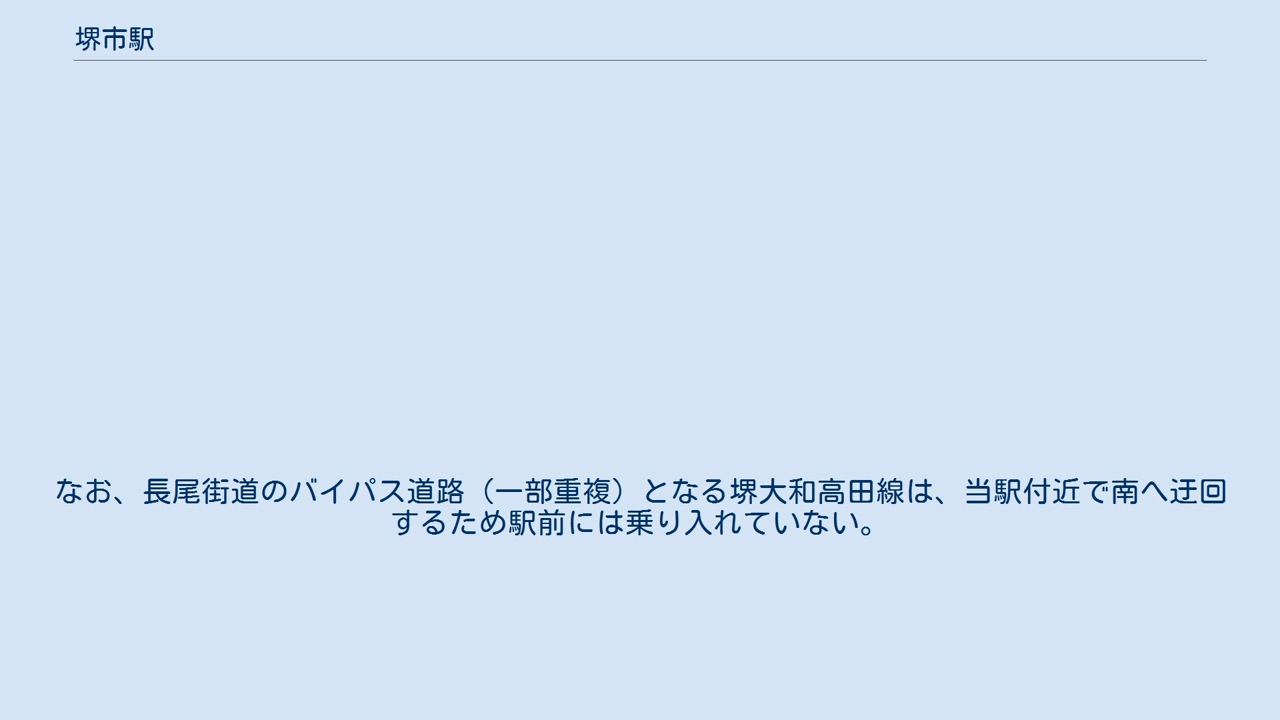 堺市駅
なお、長尾街道のバイパス道路（一部重複）となる堺大和高田線は、当駅付近で南へ迂回
するため駅前には乗り入れていない。